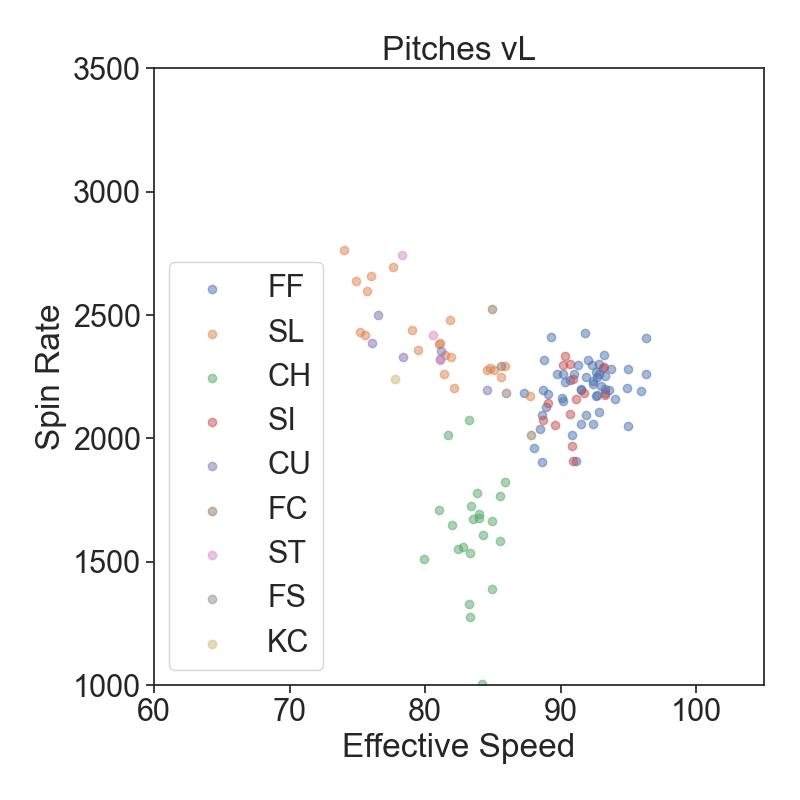 Pitches vL
3500
3000
2500
2000
1500
1000
Spin Rate
FF
SL
CH
SI
CU
FC
ST
FS
KC
60
70
80
90
100
Effective Speed